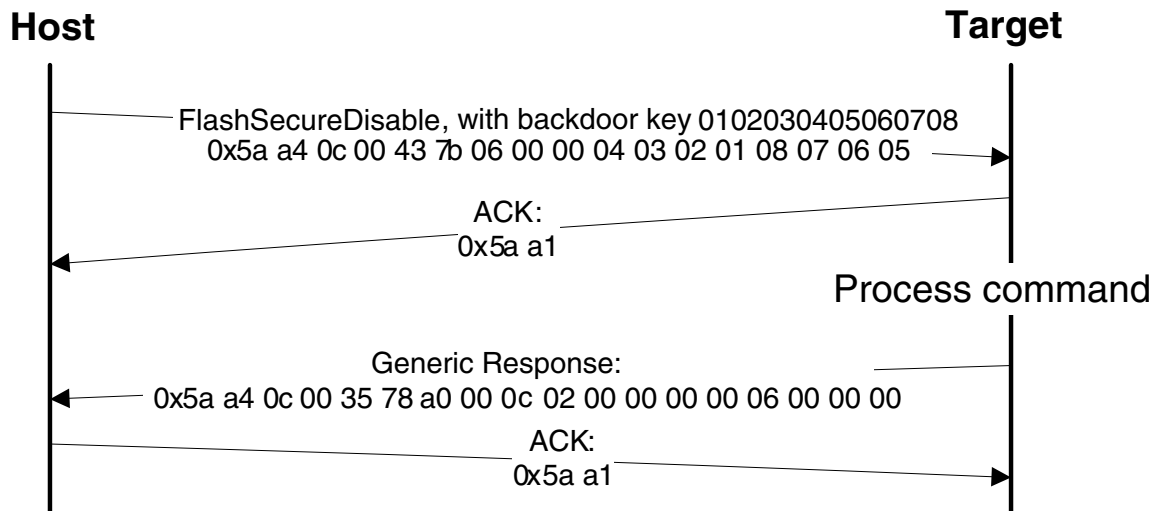 Host
Target
FlashSecureDisable, with backdoor key 0102030405060708
0x5a a4 0c 00 43 7b 06 00 00 04 03 02 01 08 07 06 05
ACK:
0x5a a1
Process command
Generic Response:
0x5a a4 0c 00 35 78 a0 00 0c 02 00 00 00 00 06 00 00 00
ACK:
0x5a a1